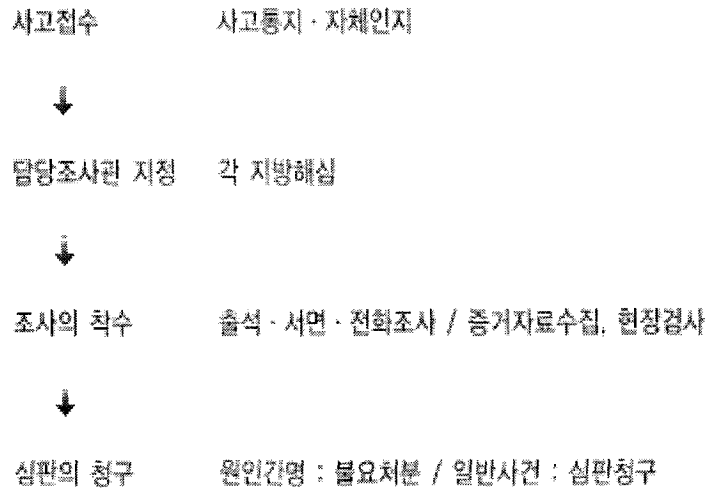 사고접수 사고통지 · 자체인지
담당조사관 지정 각 지방해심
조사의 착수 출석 · 서면 · 전화조사 / 증거자료수집, 현장검사
심판의 청구 원인간명 : 불요처분 / 일반사건 : 심판청구